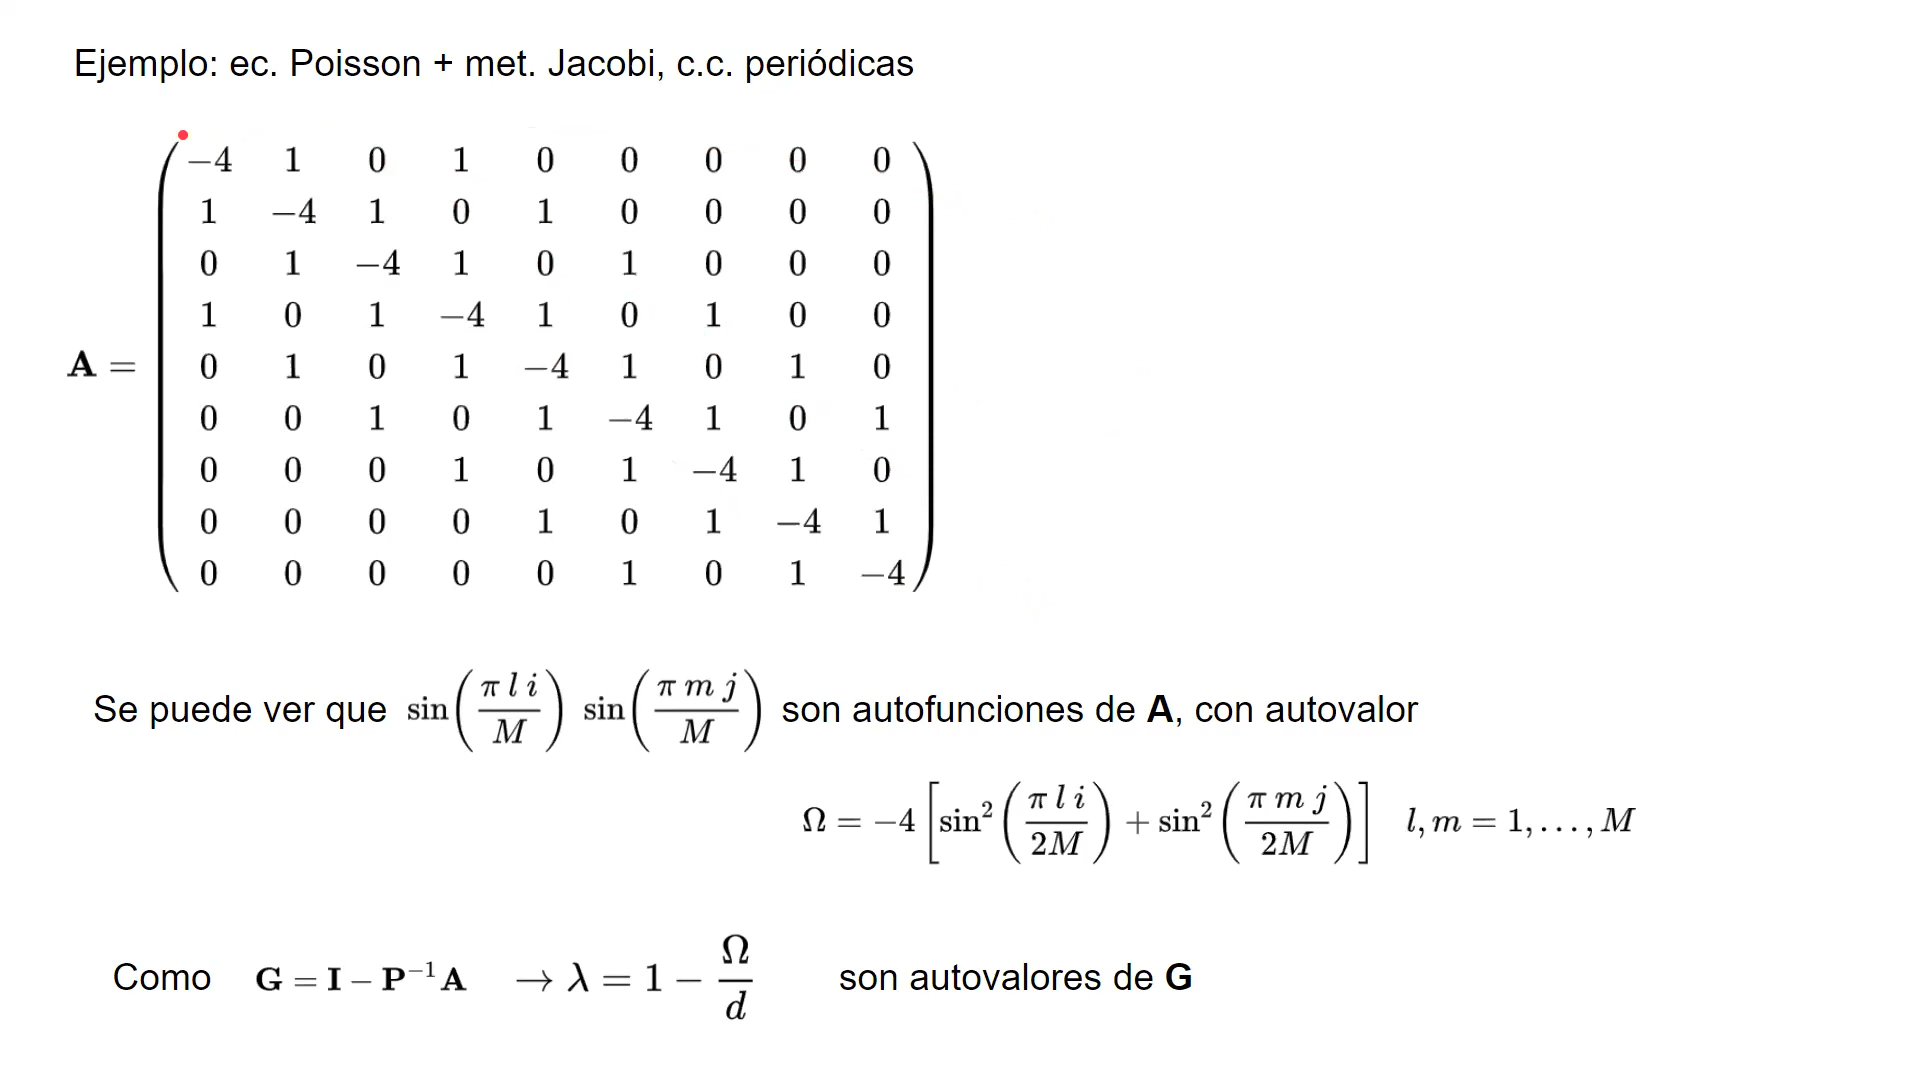 Ejemplo: ec. Poisson + met. Jacobi, c.c. periódicas
−4 1 0 1 0 0 0 0 0
1 −4 1 0 1 0 0 0 0
0 1 −4 1 0 1 0 0 0
1 0 1 −4 1 0 1 0 0
A = 0 1 0 1 −4 1 0 1 0
0 0 1 0 1 −4 1 0 1
0 0 0 1 0 1 −4 1 0
0 0 0 0 1 0 1 −4 1
0 0 0 0 0 1 0 1 −4
Se puede ver que sin(π l i / M) sin(π m j / M) son autofunciones de A, con autovalor
Ω = −4 [sin²(π l i / 2M) + sin²(π m j / 2M)] l, m = 1, . . . , M
Como G = I − P⁻¹ A → λ = 1 − Ω / d son autovalores de G